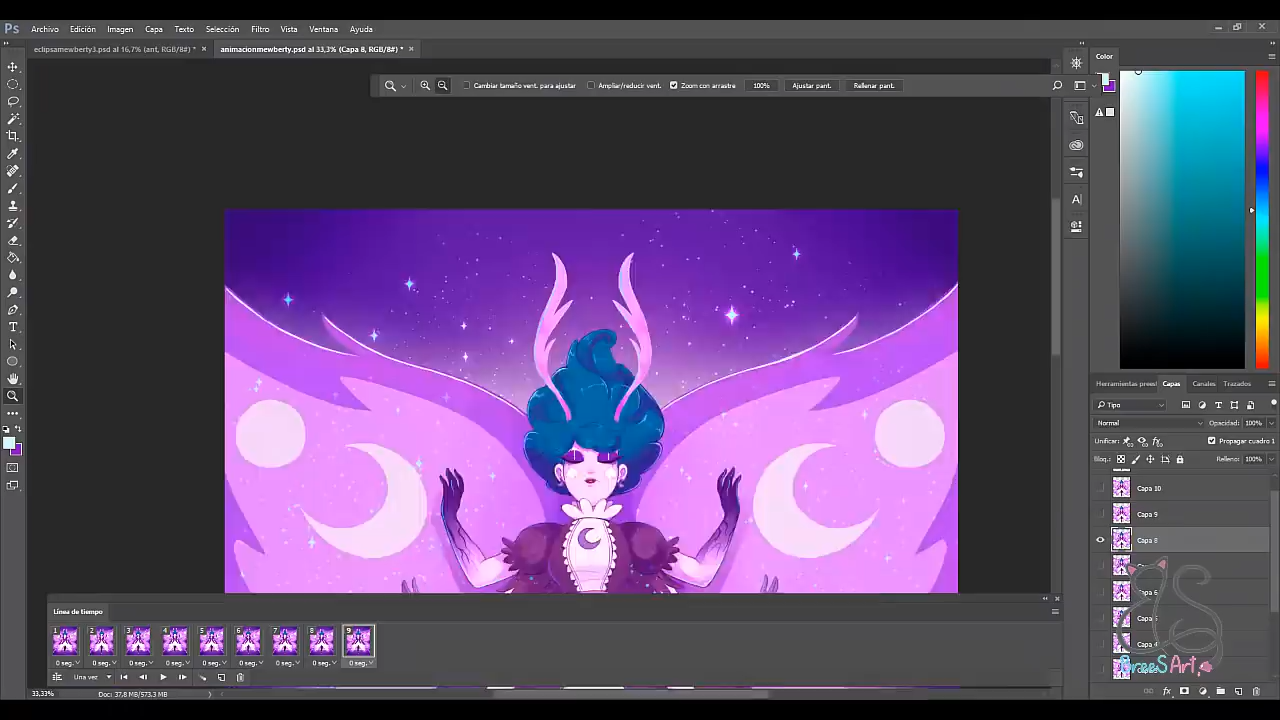 Ps Archivo Edición Imagen Capa Texto Selección Filtro Vista Ventana Ayuda
eclipsamewberty3.psd al 16,7% (ant, RGB/8#) * × animacionmewberty.psd al 33,3% (Capa 8, RGB/8#) * ×
Cambiar tamaño vent. para ajustar Ampliar/reducir vent. Zoom con arrastre 100% Ajustar pant. Rellenar pant.
Color
Herramientas prees Capas Canales Trazados
Tipo
Normal Opacidad: 100%
Unificar: Propagar cuadro 1
Bloq.: Relleno: 100%
Capa 10
Capa 9
Capa 8
Capa 4
AreeS Art
Línea de tiempo
1 2 3 4 5 6 7 8 9
0 seg. 0 seg. 0 seg. 0 seg. 0 seg. 0 seg. 0 seg. 0 seg. 0 seg.
Una vez
33,33% Doc: 37,8 MB/573,3 MB